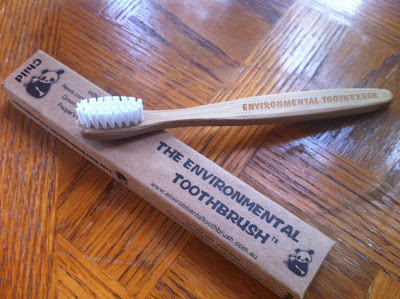 ENVIRONMENTAL TOOTHBRUSH
Child
THE ENVIRONMENTAL
TOOTHBRUSH™
www.environmentaltoothbrush.com.au